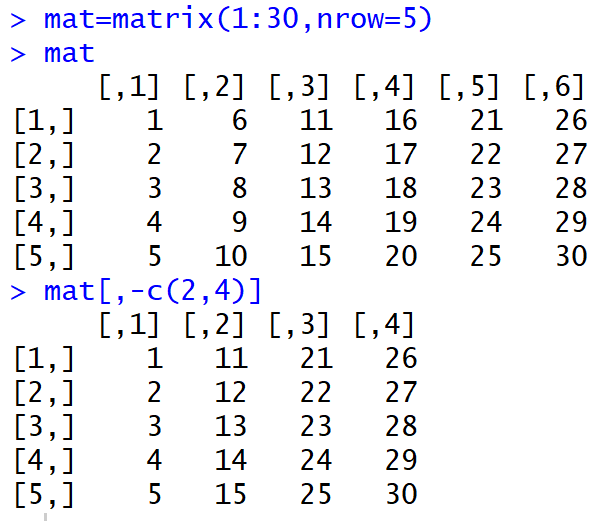 > mat=matrix(1:30,nrow=5)
> mat
     [,1] [,2] [,3] [,4] [,5] [,6]
[1,]    1    6   11   16   21   26
[2,]    2    7   12   17   22   27
[3,]    3    8   13   18   23   28
[4,]    4    9   14   19   24   29
[5,]    5   10   15   20   25   30
> mat[,-c(2,4)]
     [,1] [,2] [,3] [,4]
[1,]    1   11   21   26
[2,]    2   12   22   27
[3,]    3   13   23   28
[4,]    4   14   24   29
[5,]    5   15   25   30